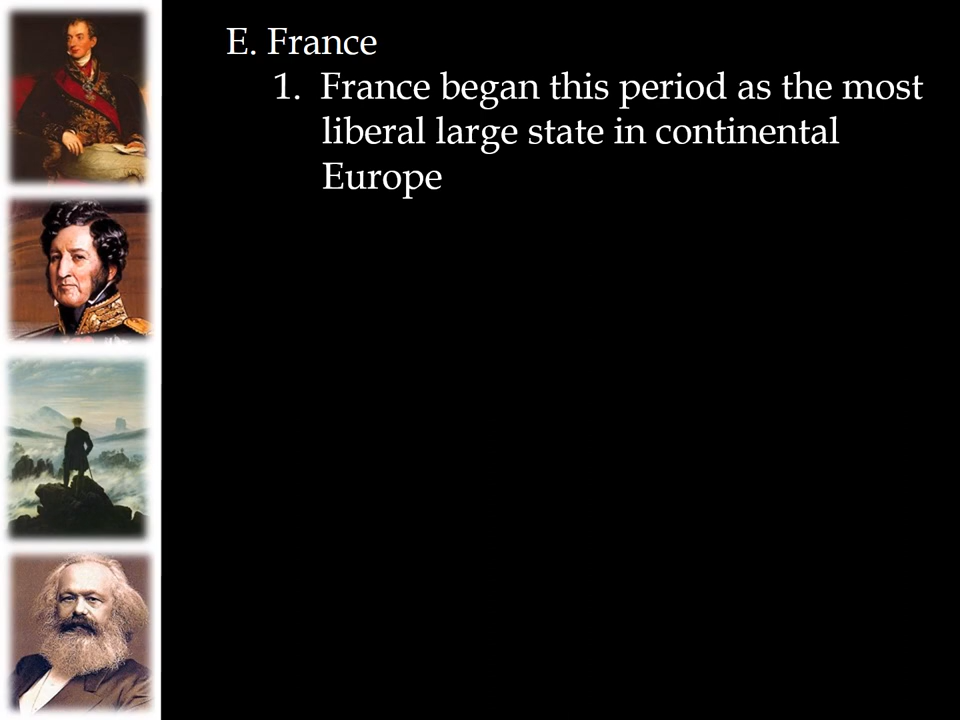 E. France
1. France began this period as the most
liberal large state in continental
Europe